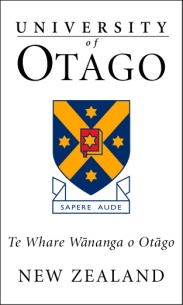 UNIVERSITY
of
OTAGO
SAPERE AUDE
Te Whare Wānanga o Otāgo
NEW ZEALAND